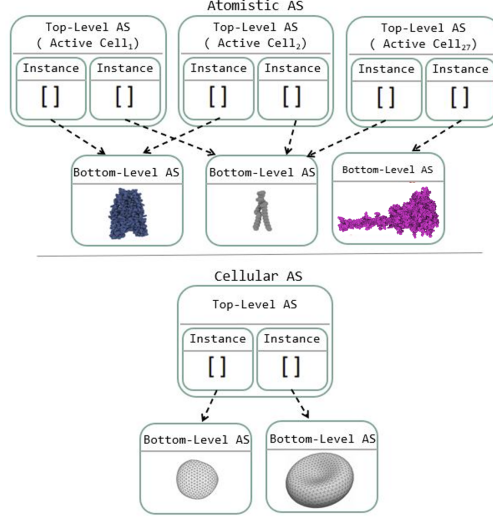 Atomistic AS
Top-Level AS
( Active Cell₁)
Instance
[]
Instance
[]
Top-Level AS
( Active Cell₂)
Instance
[]
Instance
[]
Top-Level AS
( Active Cell₂₇)
Instance
[]
Instance
[]
Bottom-Level AS
Bottom-Level AS
Bottom-Level AS
Cellular AS
Top-Level AS
Instance
[]
Instance
[]
Bottom-Level AS
Bottom-Level AS